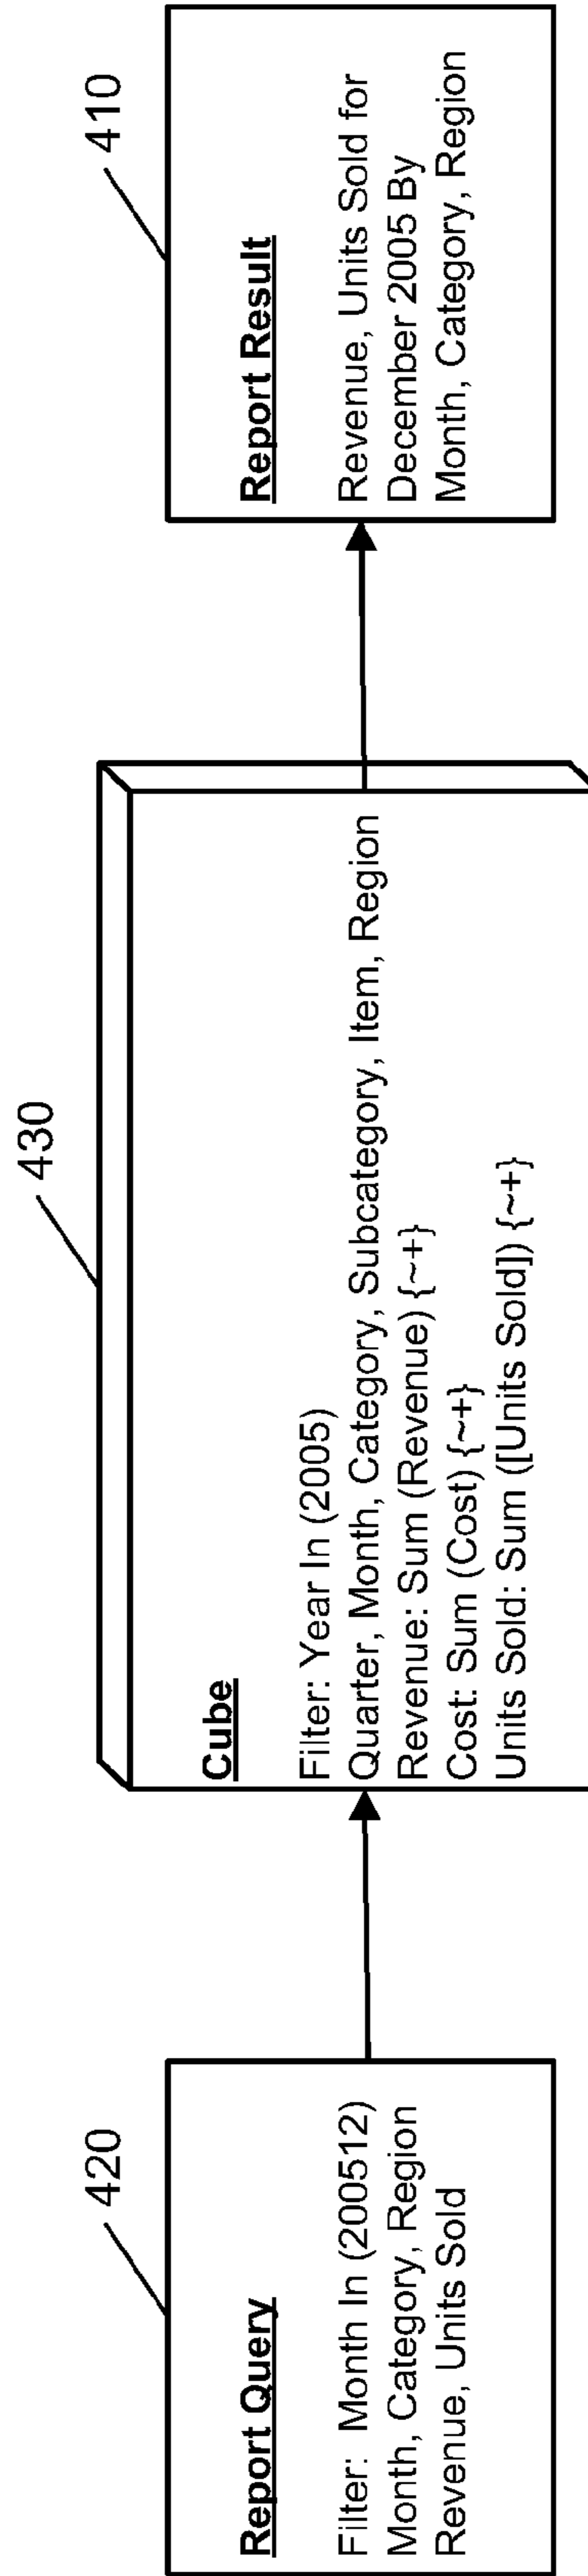 420
Report Query
Filter: Month In (200512)
Month, Category, Region
Revenue, Units Sold
430
Cube
Filter: Year In (2005)
Quarter, Month, Category, Subcategory, Item, Region
Revenue: Sum (Revenue) {~+}
Cost: Sum (Cost) {~+}
Units Sold: Sum ([Units Sold]) {~+}
410
Report Result
Revenue, Units Sold for
December 2005 By
Month, Category, Region